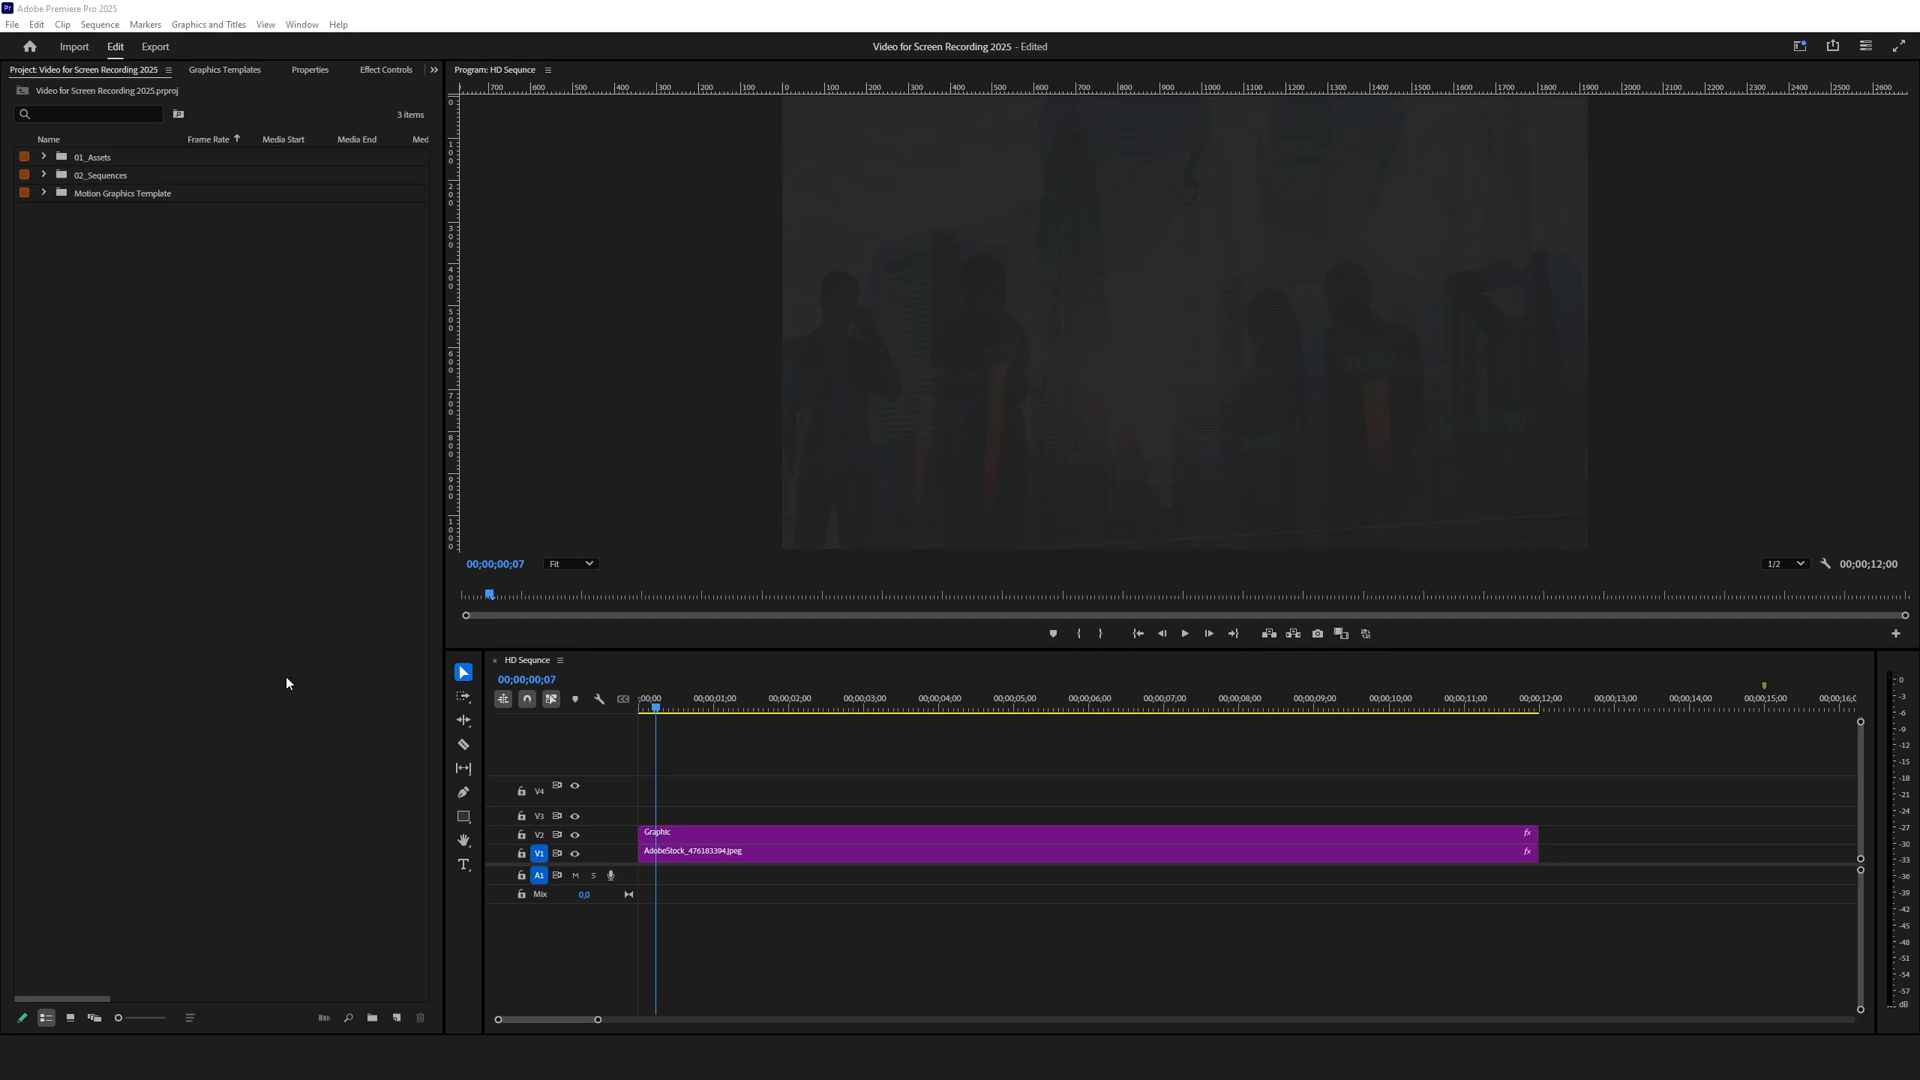 Pr Adobe Premiere Pro 2025
File Edit Clip Sequence Markers Graphics and Titles View Window Help
Import Edit Export Video for Screen Recording 2025 - Edited
Project: Video for Screen Recording 2025 Graphics Templates Properties Effect Controls Program: HD Sequnce
Video for Screen Recording 2025.prproj
3 items
Name Frame Rate Media Start Media End Med
01_Assets
02_Sequences
Motion Graphics Template
700 600 500 400 300 200 100 0 100 200 300 400 500 600 700 800 900 1000 1100 1200 1300 1400 1500 1600 1700 1800 1900 2000 2100 2200 2300 2400 2500 2600
00;00;00;07 Fit 1/2 00;00;12;00
HD Sequnce
00;00;00;07
;00;00 00;00;01;00 00;00;02;00 00;00;03;00 00;00;04;00 00;00;05;00 00;00;06;00 00;00;07;00 00;00;08;00 00;00;09;00 00;00;10;00 00;00;11;00 00;00;12;00 00;00;13;00 00;00;14;00 00;00;15;00 00;00;16;0
V4
V3
V2 Graphic fx
V1 AdobeStock_476183394.jpeg fx
A1 M S
Mix 0,0
0
-3
-6
-9
-12
-15
-18
-21
-24
-27
-30
-33
-36
-39
-42
-45
-48
-51
-54
-57
dB